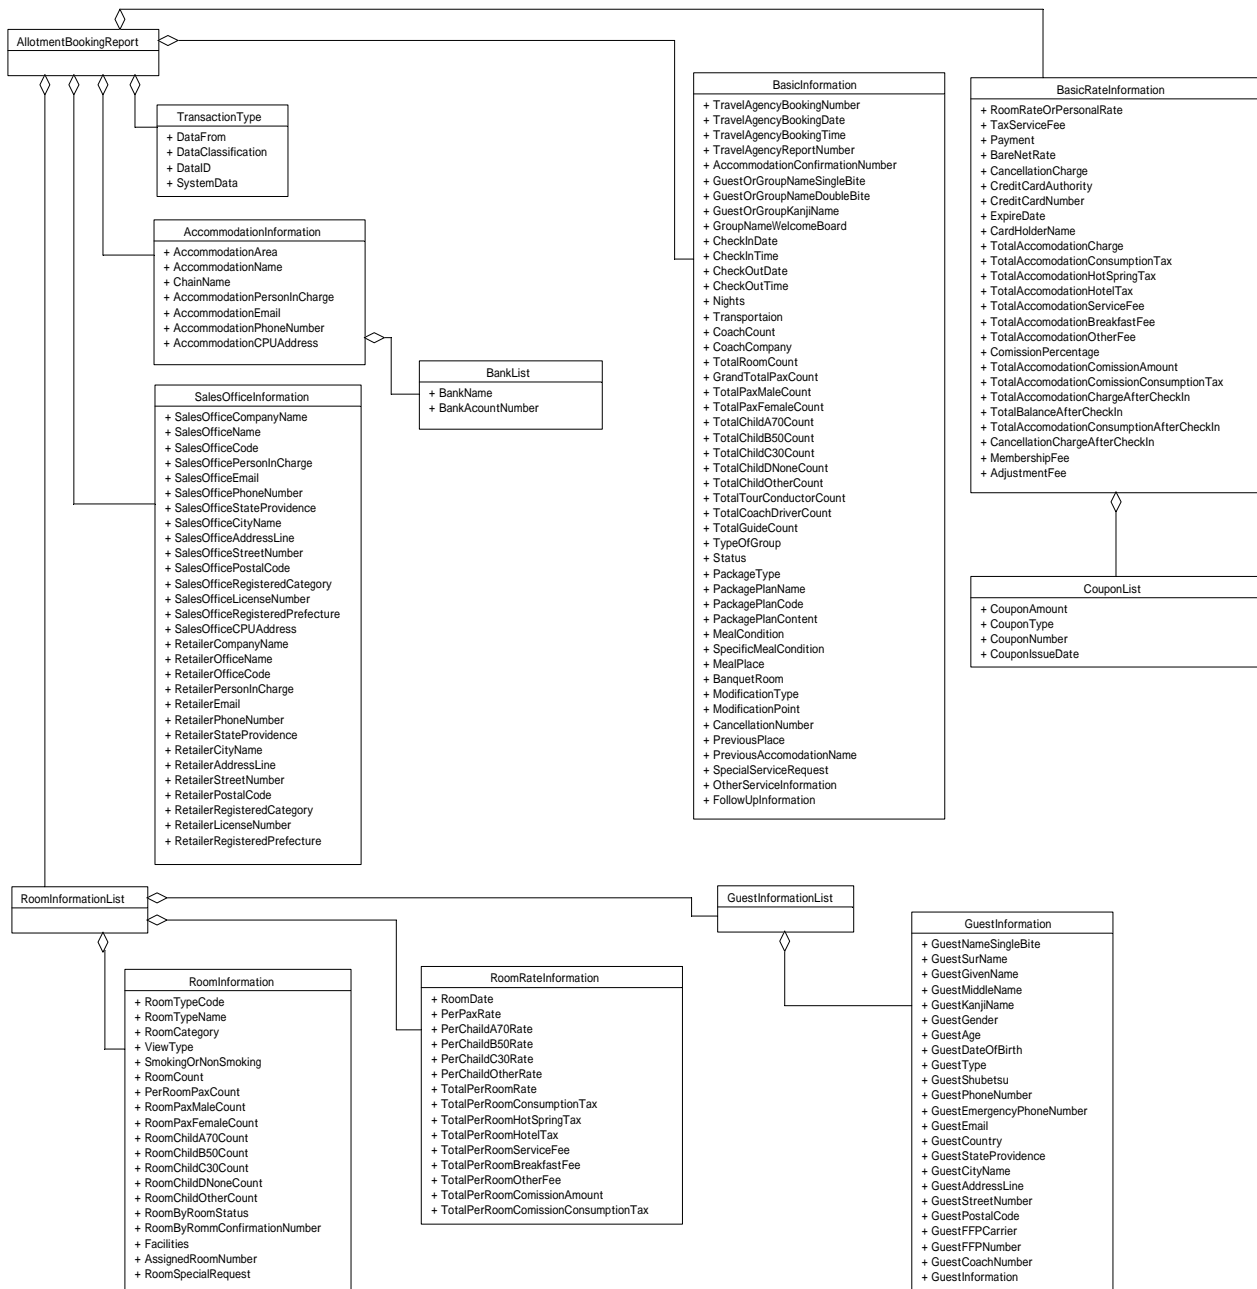 AllotmentBookingReport
TransactionType
+ DataFrom
+ DataClassification
+ DataID
+ SystemData
AccommodationInformation
+ AccommodationArea
+ AccommodationName
+ ChainName
+ AccommodationPersonInCharge
+ AccommodationEmail
+ AccommodationPhoneNumber
+ AccommodationCPUAddress
BankList
+ BankName
+ BankAcountNumber
SalesOfficeInformation
+ SalesOfficeCompanyName
+ SalesOfficeName
+ SalesOfficeCode
+ SalesOfficePersonInCharge
+ SalesOfficeEmail
+ SalesOfficePhoneNumber
+ SalesOfficeStateProvidence
+ SalesOfficeCityName
+ SalesOfficeAddressLine
+ SalesOfficeStreetNumber
+ SalesOfficePostalCode
+ SalesOfficeRegisteredCategory
+ SalesOfficeLicenseNumber
+ SalesOfficeRegisteredPrefecture
+ SalesOfficeCPUAddress
+ RetailerCompanyName
+ RetailerOfficeName
+ RetailerOfficeCode
+ RetailerPersonInCharge
+ RetailerEmail
+ RetailerPhoneNumber
+ RetailerStateProvidence
+ RetailerCityName
+ RetailerAddressLine
+ RetailerStreetNumber
+ RetailerPostalCode
+ RetailerRegisteredCategory
+ RetailerLicenseNumber
+ RetailerRegisteredPrefecture
BasicInformation
+ TravelAgencyBookingNumber
+ TravelAgencyBookingDate
+ TravelAgencyBookingTime
+ TravelAgencyReportNumber
+ AccommodationConfirmationNumber
+ GuestOrGroupNameSingleBite
+ GuestOrGroupNameDoubleBite
+ GuestOrGroupKanjiName
+ GroupNameWelcomeBoard
+ CheckInDate
+ CheckInTime
+ CheckOutDate
+ CheckOutTime
+ Nights
+ Transportaion
+ CoachCount
+ CoachCompany
+ TotalRoomCount
+ GrandTotalPaxCount
+ TotalPaxMaleCount
+ TotalPaxFemaleCount
+ TotalChildA70Count
+ TotalChildB50Count
+ TotalChildC30Count
+ TotalChildDNoneCount
+ TotalChildOtherCount
+ TotalTourConductorCount
+ TotalCoachDriverCount
+ TotalGuideCount
+ TypeOfGroup
+ Status
+ PackageType
+ PackagePlanName
+ PackagePlanCode
+ PackagePlanContent
+ MealCondition
+ SpecificMealCondition
+ MealPlace
+ BanquetRoom
+ ModificationType
+ ModificationPoint
+ CancellationNumber
+ PreviousPlace
+ PreviousAccomodationName
+ SpecialServiceRequest
+ OtherServiceInformation
+ FollowUpInformation
BasicRateInformation
+ RoomRateOrPersonalRate
+ TaxServiceFee
+ Payment
+ BareNetRate
+ CancellationCharge
+ CreditCardAuthority
+ CreditCardNumber
+ ExpireDate
+ CardHolderName
+ TotalAccomodationCharge
+ TotalAccomodationConsumptionTax
+ TotalAccomodationHotSpringTax
+ TotalAccomodationHotelTax
+ TotalAccomodationServiceFee
+ TotalAccomodationBreakfastFee
+ TotalAccomodationOtherFee
+ ComissionPercentage
+ TotalAccomodationComissionAmount
+ TotalAccomodationComissionConsumptionTax
+ TotalAccomodationChargeAfterCheckIn
+ TotalBalanceAfterCheckIn
+ TotalAccomodationConsumptionAfterCheckIn
+ CancellationChargeAfterCheckIn
+ MembershipFee
+ AdjustmentFee
CouponList
+ CouponAmount
+ CouponType
+ CouponNumber
+ CouponIssueDate
RoomInformationList
RoomInformation
+ RoomTypeCode
+ RoomTypeName
+ RoomCategory
+ ViewType
+ SmokingOrNonSmoking
+ RoomCount
+ PerRoomPaxCount
+ RoomPaxMaleCount
+ RoomPaxFemaleCount
+ RoomChildA70Count
+ RoomChildB50Count
+ RoomChildC30Count
+ RoomChildDNoneCount
+ RoomChildOtherCount
+ RoomByRoomStatus
+ RoomByRommConfirmationNumber
+ Facilities
+ AssignedRoomNumber
+ RoomSpecialRequest
RoomRateInformation
+ RoomDate
+ PerPaxRate
+ PerChaildA70Rate
+ PerChaildB50Rate
+ PerChaildC30Rate
+ PerChaildOtherRate
+ TotalPerRoomRate
+ TotalPerRoomConsumptionTax
+ TotalPerRoomHotSpringTax
+ TotalPerRoomHotelTax
+ TotalPerRoomServiceFee
+ TotalPerRoomBreakfastFee
+ TotalPerRoomOtherFee
+ TotalPerRoomComissionAmount
+ TotalPerRoomComissionConsumptionTax
GuestInformationList
GuestInformation
+ GuestNameSingleBite
+ GuestSurName
+ GuestGivenName
+ GuestMiddleName
+ GuestKanjiName
+ GuestGender
+ GuestAge
+ GuestDateOfBirth
+ GuestType
+ GuestShubetsu
+ GuestPhoneNumber
+ GuestEmergencyPhoneNumber
+ GuestEmail
+ GuestCountry
+ GuestStateProvidence
+ GuestCityName
+ GuestAddressLine
+ GuestStreetNumber
+ GuestPostalCode
+ GuestFFPCarrier
+ GuestFFPNumber
+ GuestCoachNumber
+ GuestInformation